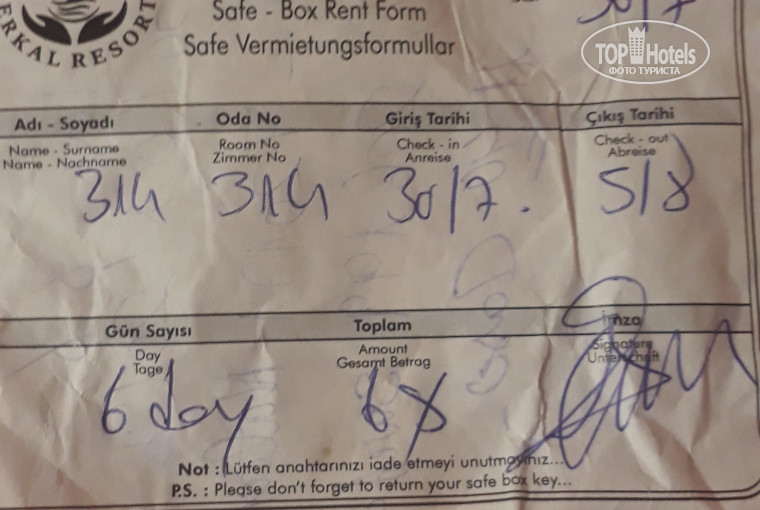 ERKAL RESORT
Safe - Box Rent Form
Safe Vermietungsformullar
30/7
TOP Hotels
ФОТО ТУРИСТА
Adı - Soyadı Oda No Giriş Tarihi Çıkış Tarihi
Name - Surname Room No Check - in Check - out
Name - Nachname Zimmer No Anreise Abreise
314 314 30/7. 5/8
Gün Sayısı Toplam İmza
Day Amount Signature
Tage Gesamt Betrag Unterschrift
6 day 6
Not : Lütfen anahtarınızı iade etmeyi unutmayınız...
P.S. : Please don't forget to return your safe box key...